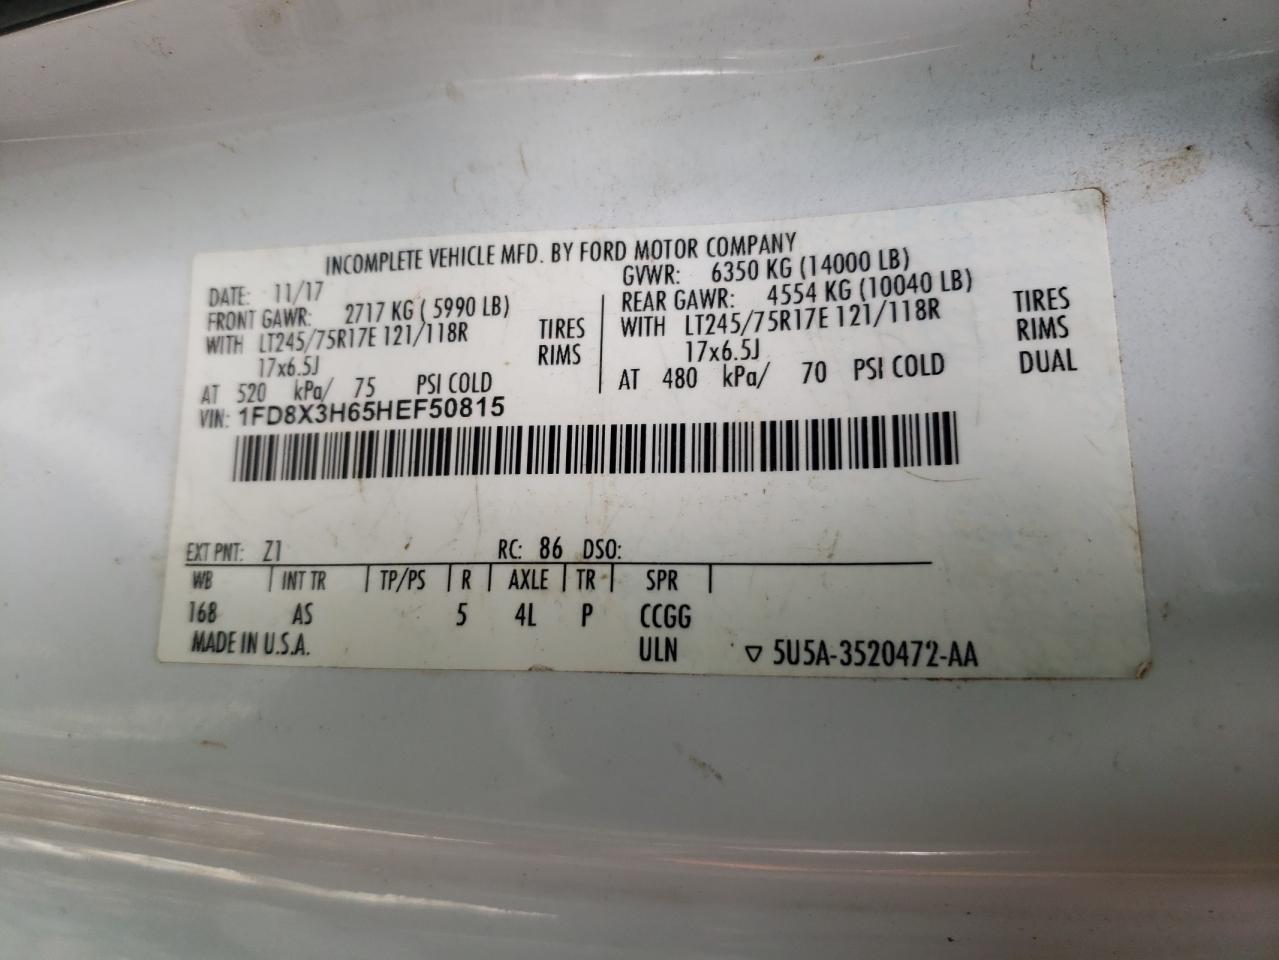 INCOMPLETE VEHICLE MFD. BY FORD MOTOR COMPANY
DATE: 11/17
GVWR: 6350 KG (14000 LB)
FRONT GAWR: 2717 KG ( 5990 LB)
REAR GAWR: 4554 KG (10040 LB)
WITH LT245/75R17E 121/118R TIRES
WITH LT245/75R17E 121/118R TIRES
17x6.5J RIMS
17x6.5J RIMS
AT 520 kPa/ 75 PSI COLD
AT 480 kPa/ 70 PSI COLD DUAL
VIN: 1FD8X3H65HEF50815
EXT PNT: Z1 RC: 86 DSO:
WB INT TR TP/PS R AXLE TR SPR
168 AS 5 4L P CCGG
MADE IN U.S.A. ULN ▽ 5U5A-3520472-AA